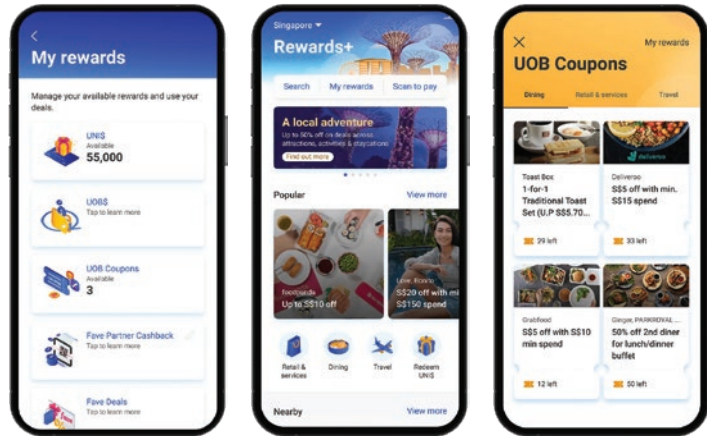 My rewards
Manage your available rewards and use your
deals.
UNI$
Available
55,000
UOB$
Tap to learn more
UOB Coupons
Available
3
Fave Partner Cashback
Tap to learn more
Fave Deals
Tap to learn more
Singapore
Rewards+
Search
My rewards
Scan to pay
A local adventure
Up to 50% off on deals across
attractions, activities & staycations
Find out more
Popular
View more
foodpanda
Up to S$10 off
S$20 off with mi
S$150 spend
Retail &
services
Dining
Travel
Redeem
UNI$
Nearby
View more
My rewards
UOB Coupons
Dining
Retail & services
Travel
Toast Box
1-for-1
Traditional Toast
Set (U.P S$5.70...
29 left
deliveroo
Deliveroo
S$5 off with min.
S$15 spend
33 left
Grabfood
S$5 off with S$10
min spend
12 left
Ginger, PARKROYAL ...
50% off 2nd diner
for lunch/dinner
buffet
50 left